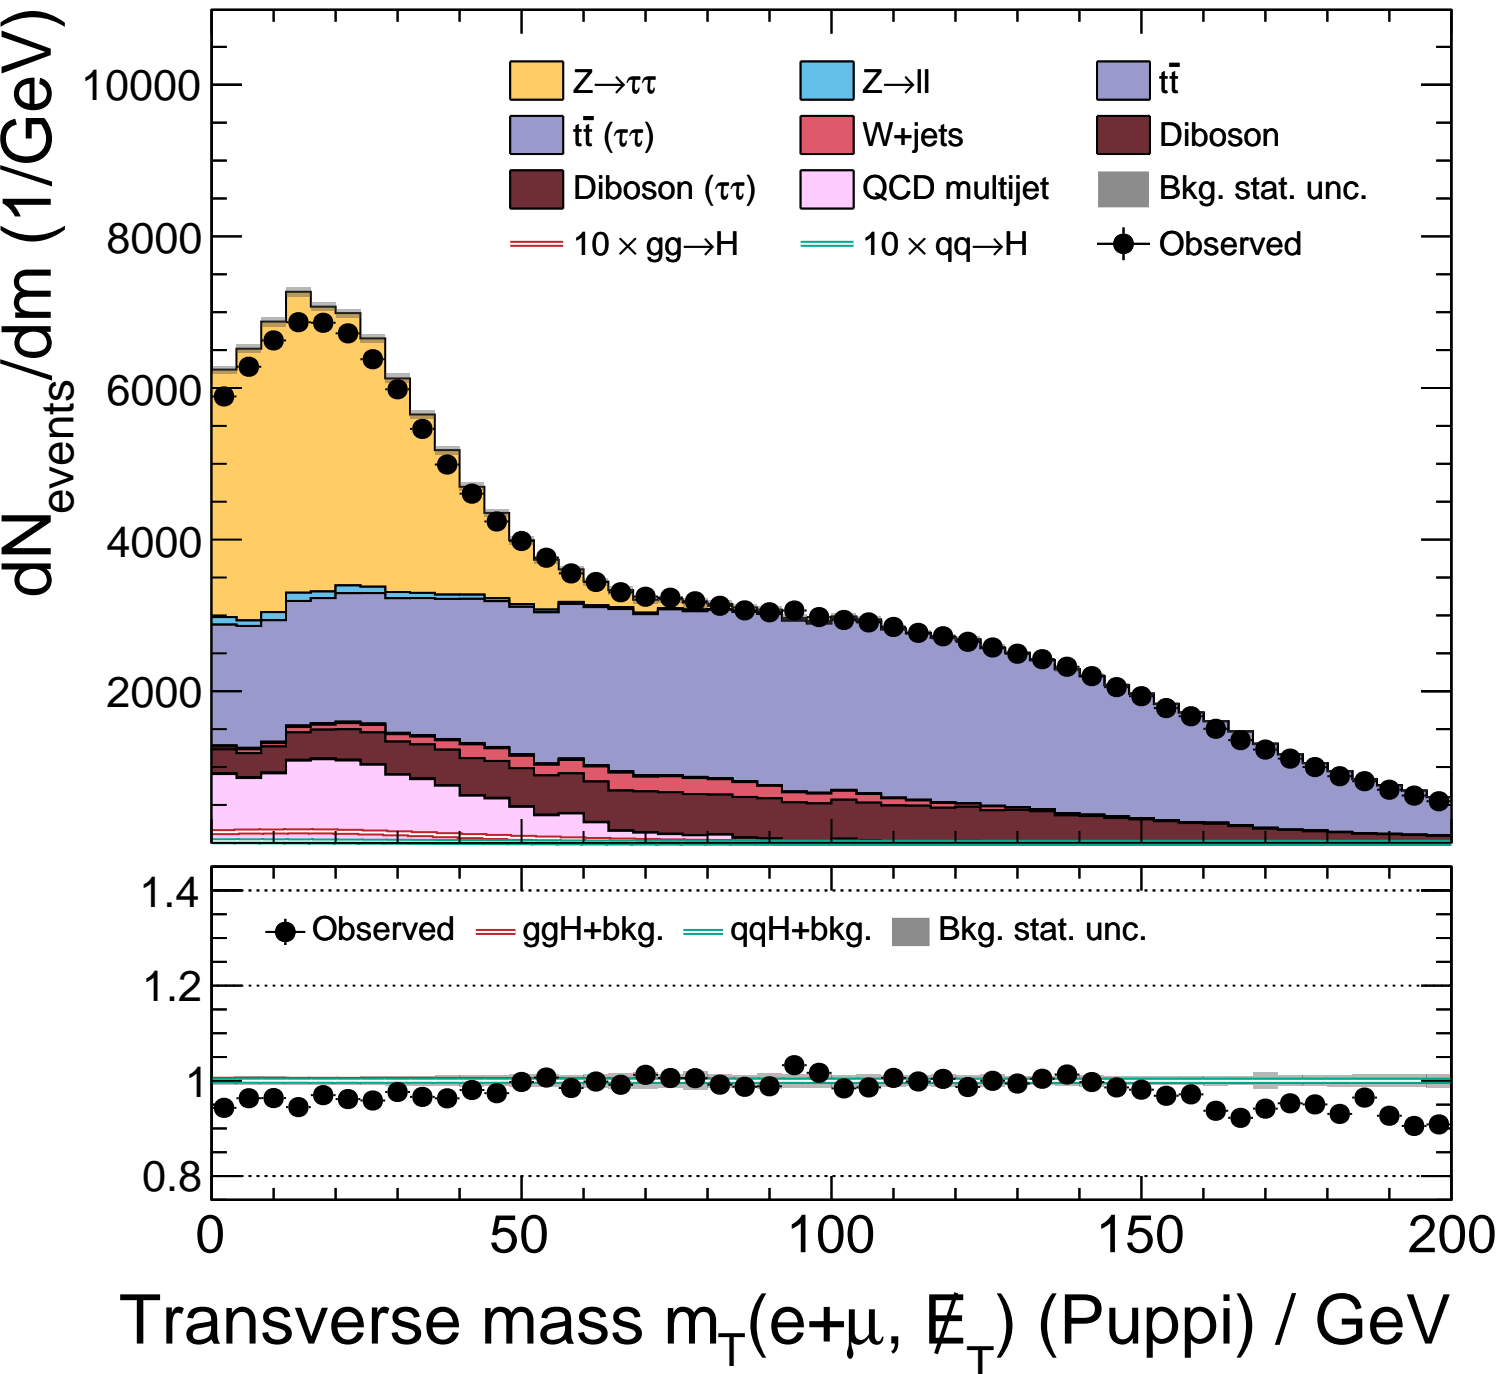 dN_events/dm (1/GeV)
10000
8000
6000
4000
2000
Z→ττ
Z→ll
tt̄
tt̄ (ττ)
W+jets
Diboson
Diboson (ττ)
QCD multijet
Bkg. stat. unc.
10 × gg→H
10 × qq→H
Observed
1.4
1.2
1
0.8
Observed
ggH+bkg.
qqH+bkg.
Bkg. stat. unc.
0 50 100 150 200
Transverse mass m_T(e+μ, E̸_T) (Puppi) / GeV